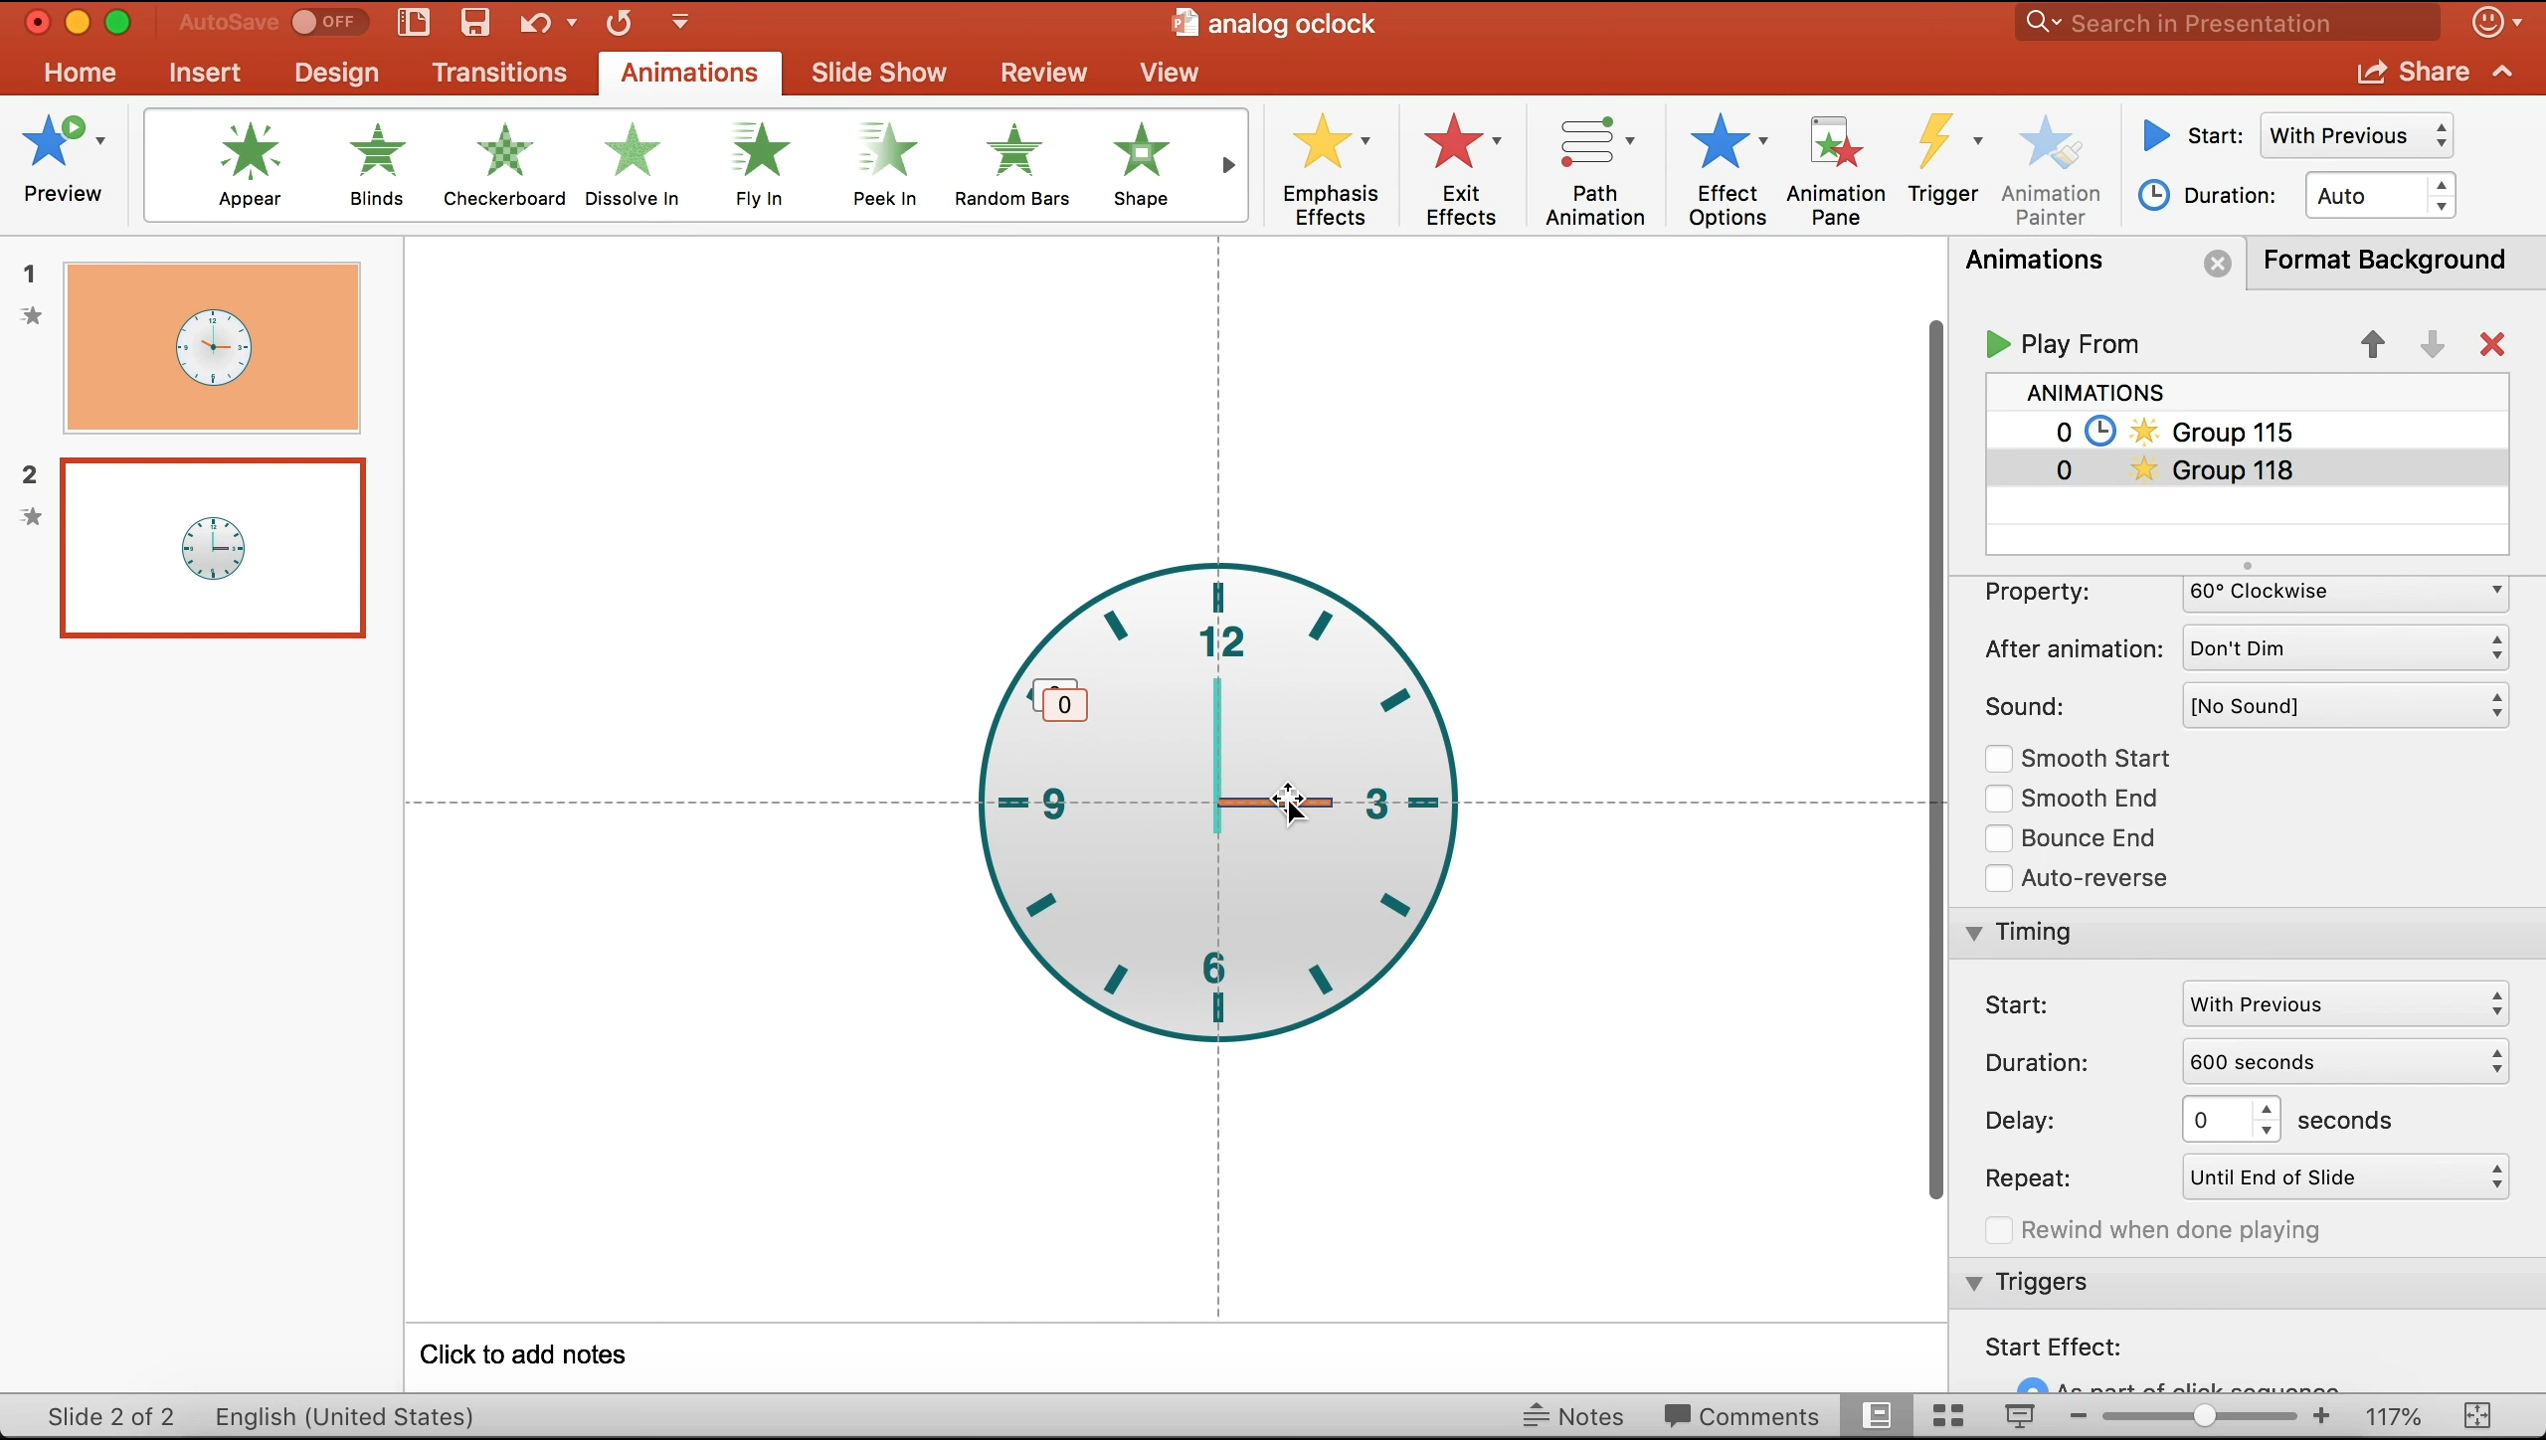 AutoSave OFF
analog oclock
Search in Presentation
Home Insert Design Transitions Animations Slide Show Review View
Share
Preview
Appear Blinds Checkerboard Dissolve In Fly In Peek In Random Bars Shape
Emphasis Effects
Exit Effects
Path Animation
Effect Options
Animation Pane
Trigger
Animation Painter
Start: With Previous
Duration: Auto
1
2
12
9 3
6
0
Animations
Format Background
Play From
ANIMATIONS
0 Group 115
0 Group 118
Property: 60° Clockwise
After animation: Don't Dim
Sound: [No Sound]
Smooth Start
Smooth End
Bounce End
Auto-reverse
Timing
Start: With Previous
Duration: 600 seconds
Delay: 0 seconds
Repeat: Until End of Slide
Rewind when done playing
Triggers
Start Effect:
As part of click sequence
Click to add notes
Slide 2 of 2 English (United States)
Notes Comments 117%